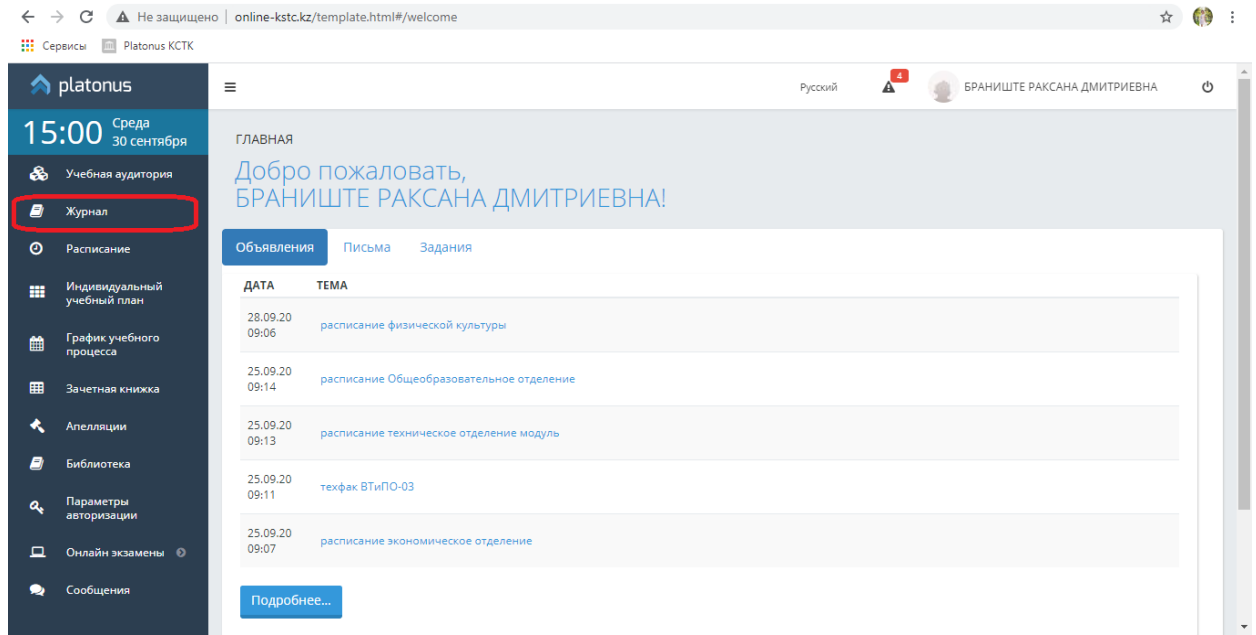 Не защищено | online-kstc.kz/template.html#/welcome
Сервисы Platonus КСТК
platonus
Русский 4 БРАНИШТЕ РАКСАНА ДМИТРИЕВНА
15:00 Среда
30 сентября
Учебная аудитория
Журнал
Расписание
Индивидуальный
учебный план
График учебного
процесса
Зачетная книжка
Апелляции
Библиотека
Параметры
авторизации
Онлайн экзамены
Сообщения
ГЛАВНАЯ
Добро пожаловать,
БРАНИШТЕ РАКСАНА ДМИТРИЕВНА!
Объявления Письма Задания
ДАТА ТЕМА
28.09.20
09:06
расписание физической культуры
25.09.20
09:14
расписание Общеобразовательное отделение
25.09.20
09:13
расписание техническое отделение модуль
25.09.20
09:11
техфак ВТиПО-03
25.09.20
09:07
расписание экономическое отделение
Подробнее...